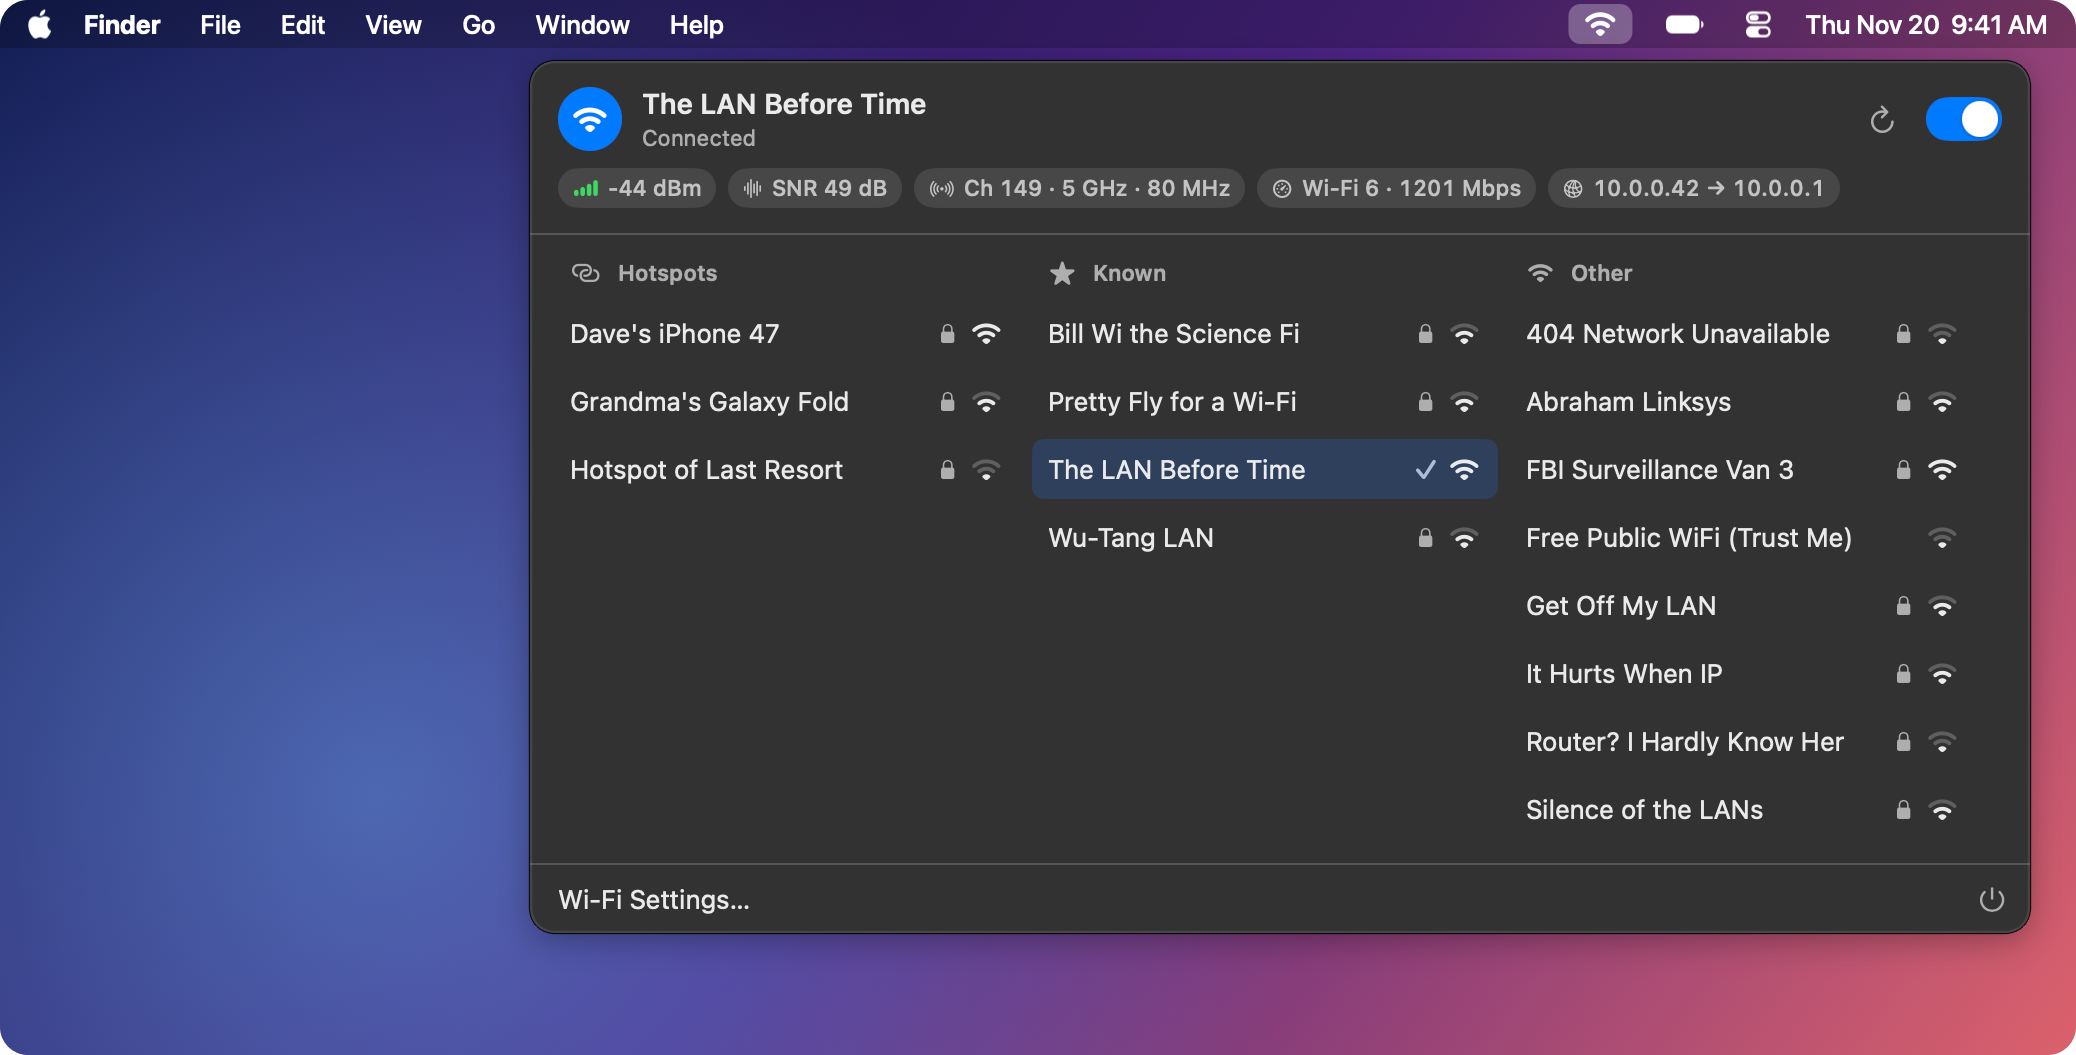 Finder File Edit View Go Window Help Thu Nov 20 9:41 AM
The LAN Before Time
Connected
-44 dBm SNR 49 dB Ch 149 · 5 GHz · 80 MHz Wi-Fi 6 · 1201 Mbps 10.0.0.42 → 10.0.0.1
Hotspots
Dave's iPhone 47
Grandma's Galaxy Fold
Hotspot of Last Resort
Known
Bill Wi the Science Fi
Pretty Fly for a Wi-Fi
The LAN Before Time
Wu-Tang LAN
Other
404 Network Unavailable
Abraham Linksys
FBI Surveillance Van 3
Free Public WiFi (Trust Me)
Get Off My LAN
It Hurts When IP
Router? I Hardly Know Her
Silence of the LANs
Wi-Fi Settings...